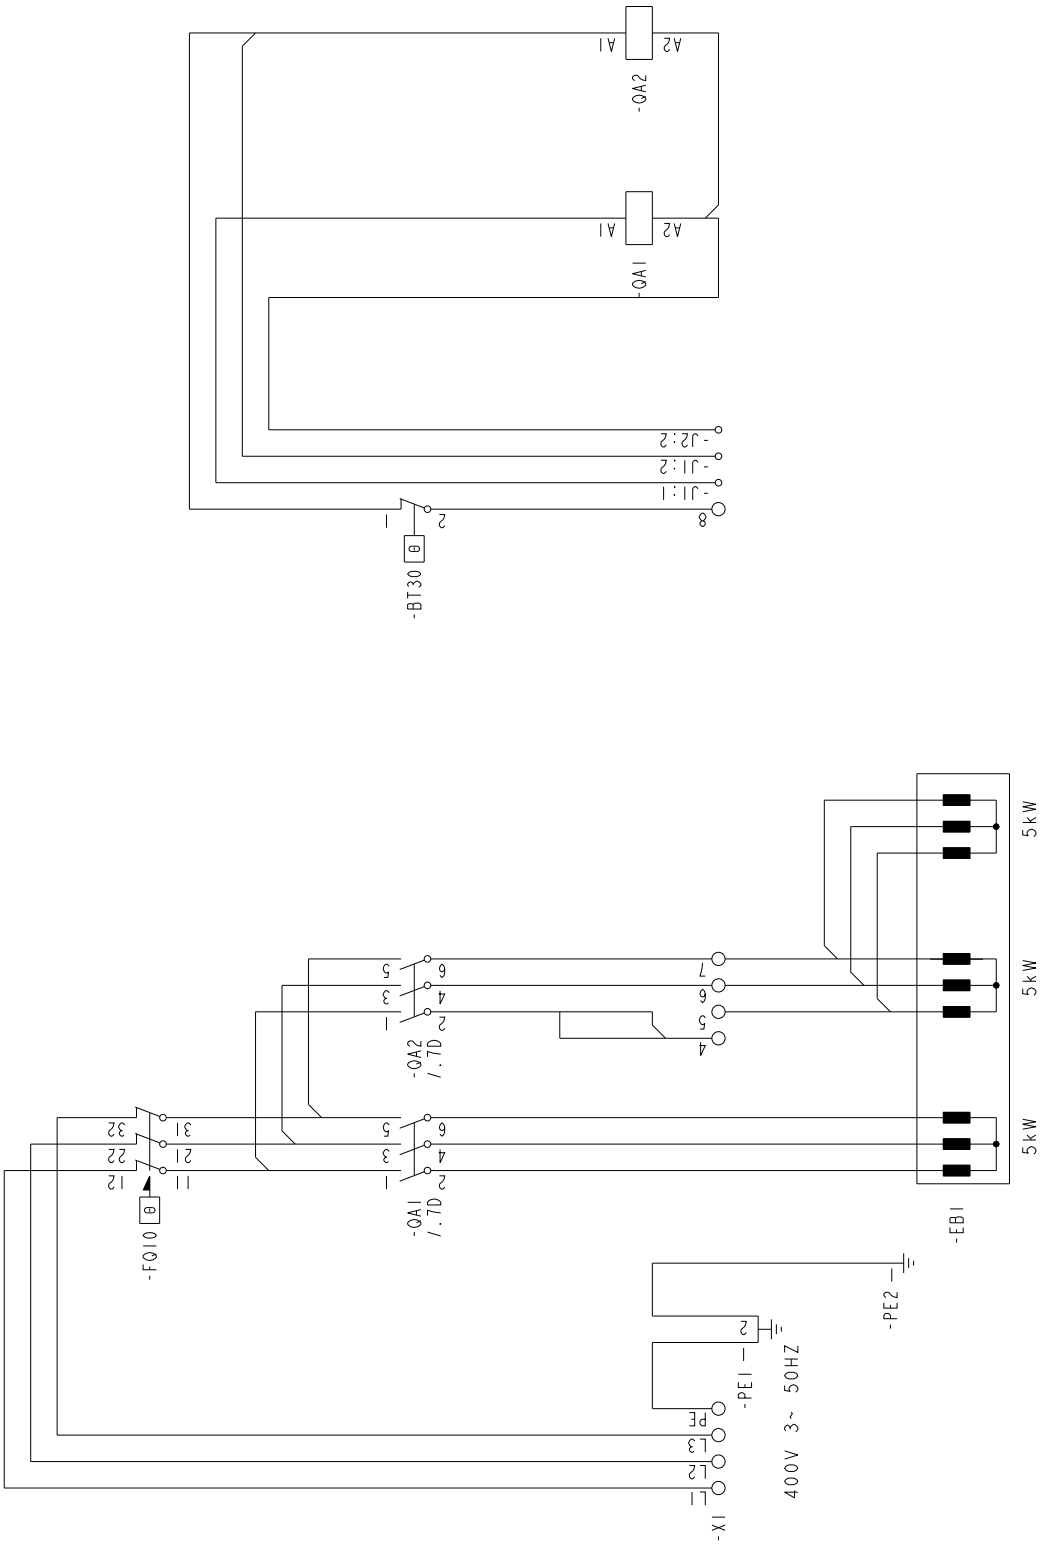 A1
A2
-QA2
A1
A2
-QA1
-J2:2
-J1:2
-J1:1
1
2
8
θ
-BT30
5kW
5
6
7
3
4
6
1
2
5
4
-QA2
/.7D
5kW
32
31
5
6
22
21
3
4
12
11
1
2
θ
-FQ10
-QA1
/.7D
5kW
-EB1
-PE2
2
-PE1
PE
L3
L2
L1
-X1
400V 3~ 50HZ